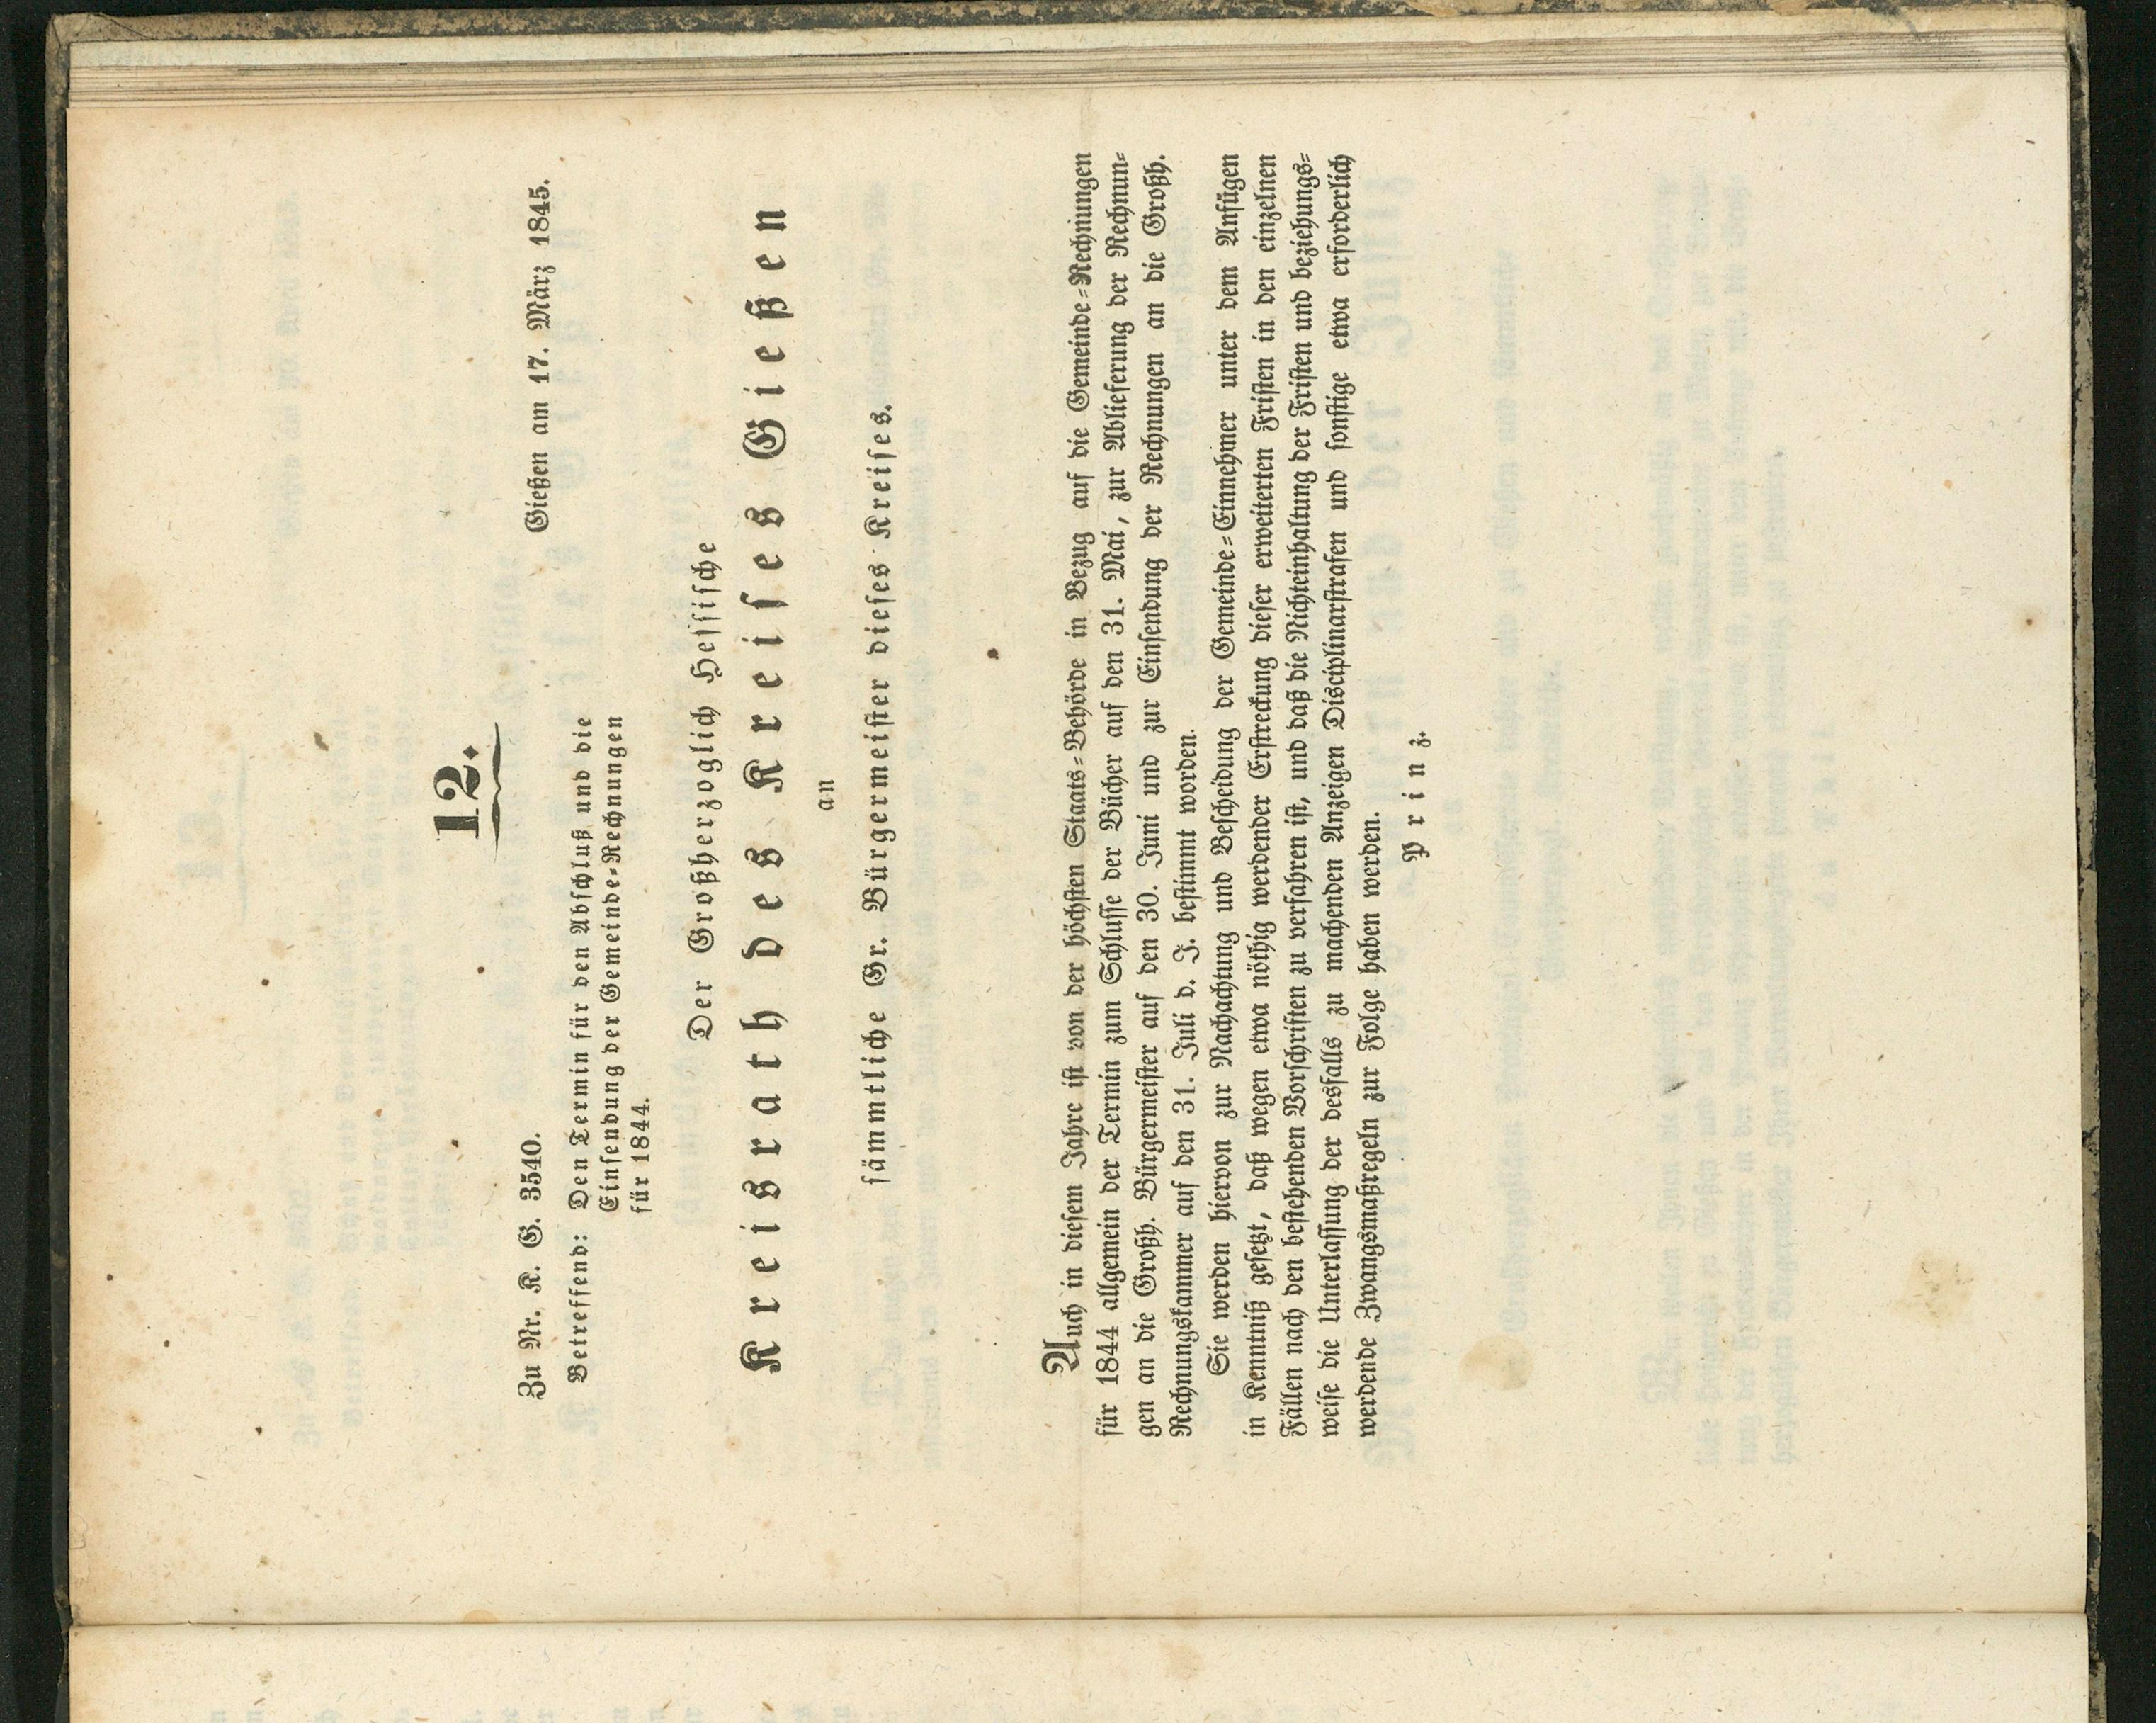 12.
Zu Nr. K. G. 3540.
Gießen am 17. März 1845.
Betreffend: Den Termin für den Abschluß und die
Einsendung der Gemeinde-Rechnungen
für 1844.
Der Großherzoglich Hessische
Kreisrath des Kreises Gießen
an
sämmtliche Gr. Bürgermeister dieses Kreises.
Auch in diesem Jahre ist von der höchsten Staats-Behörde in Bezug auf die Gemeinde-Rechnungen
für 1844 allgemein der Termin zum Schlusse der Bücher auf den 31. Mai, zur Ablieferung der Rechnun-
gen an die Großh. Bürgermeister auf den 30. Juni und zur Einsendung der Rechnungen an die Großh.
Rechnungskammer auf den 31. Juli d. J. bestimmt worden.
Sie werden hiervon zur Nachachtung und Bescheidung der Gemeinde-Einnehmer unter dem Anfügen
in Kenntniß gesetzt, daß wegen etwa nöthig werdender Erstreckung dieser erweiterten Fristen in den einzelnen
Fällen nach den bestehenden Vorschriften zu verfahren ist, und daß die Nichteinhaltung der Fristen und beziehungs-
weise die Unterlassung der desfalls zu machenden Anzeigen Disciplinarstrafen und sonstige etwa erforderlich
werdende Zwangsmaßregeln zur Folge haben werden.
Prinz.